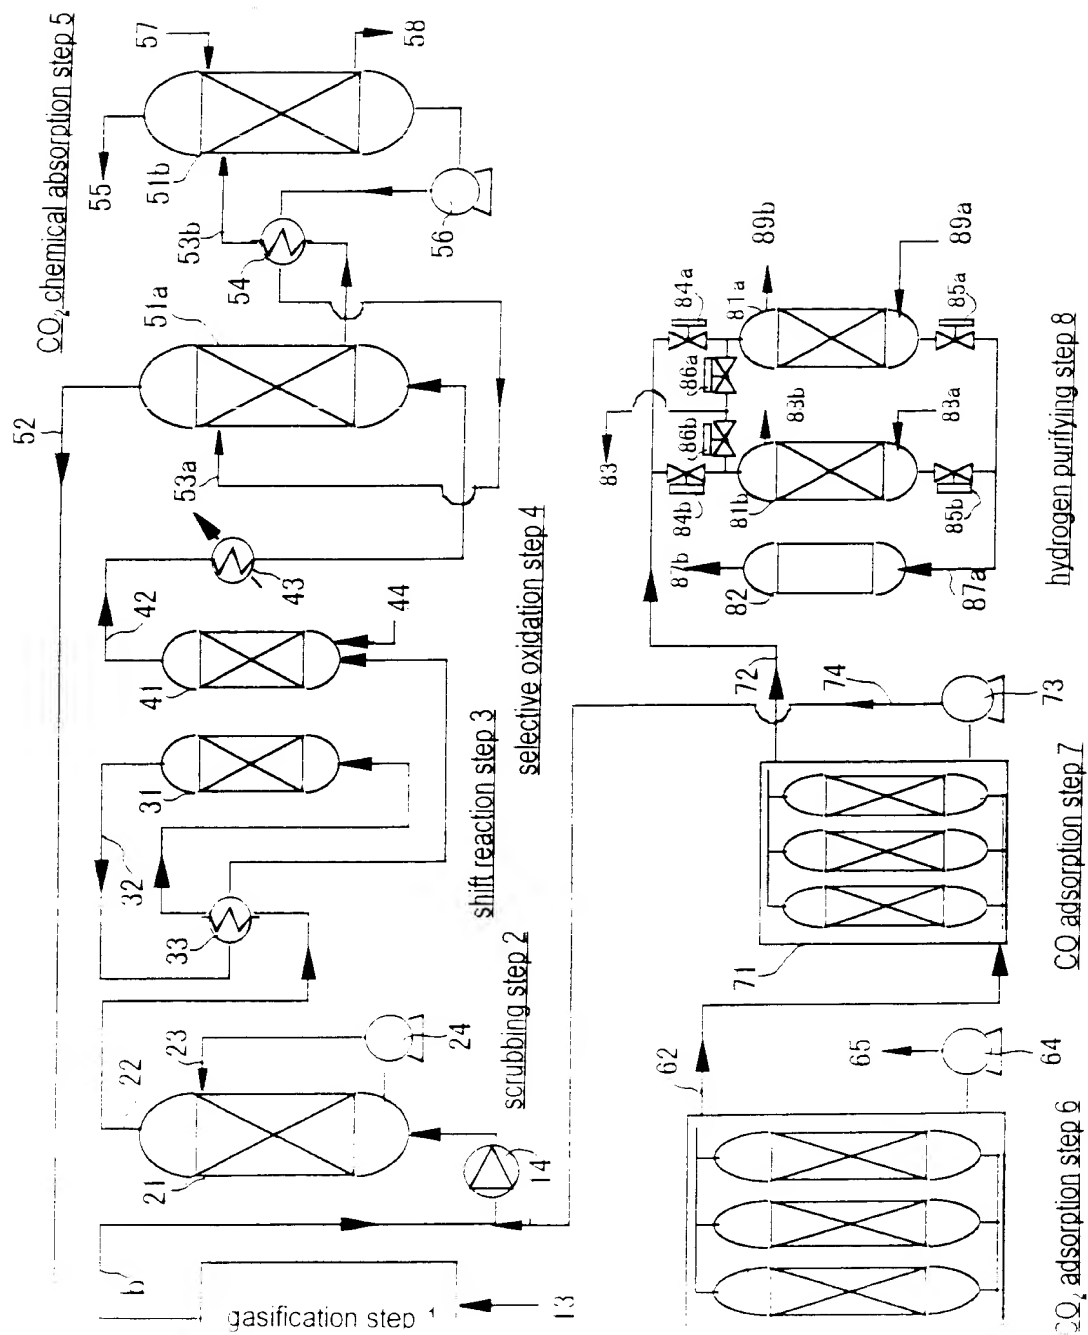 CO₂ chemical absorption step 5
57
58
55
51b
53b
54
56
51a
52
53a
42
43
44
41
selective oxidation step 4
31
32
33
shift reaction step 3
22
23
24
21
scrubbing step 2
14
13
gasification step 1
89b
89a
84a
81a
85a
86a
83b
83a
83
86b
84b
81b
85b
87b
82
87a
hydrogen purifying step 8
72
74
73
71
CO adsorption step 7
62
65
64
CO₂ adsorption step 6